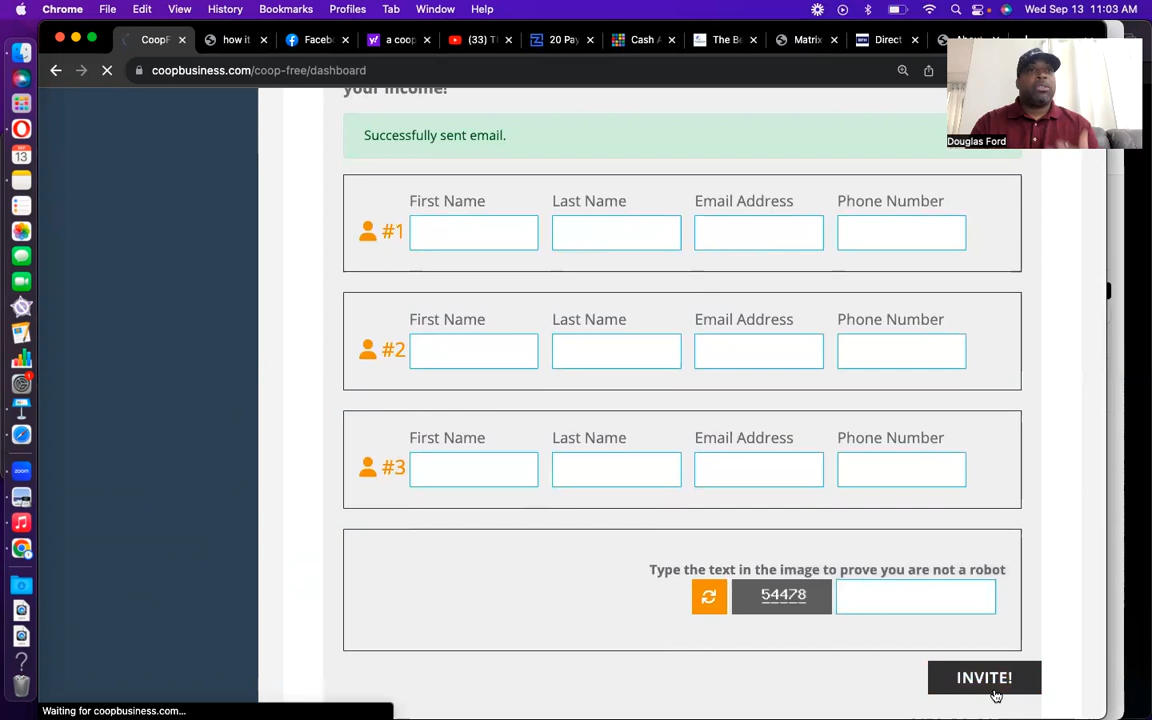 Chrome File Edit View History Bookmarks Profiles Tab Window Help Wed Sep 13 11:03 AM
CoopF how it Faceb a coop (33) T 20 Pay Cash A The B Matrix Direct
coopbusiness.com/coop-free/dashboard
your income!
Successfully sent email.
Douglas Ford
First Name Last Name Email Address Phone Number
#1
First Name Last Name Email Address Phone Number
#2
First Name Last Name Email Address Phone Number
#3
Type the text in the image to prove you are not a robot
54478
INVITE!
Waiting for coopbusiness.com...